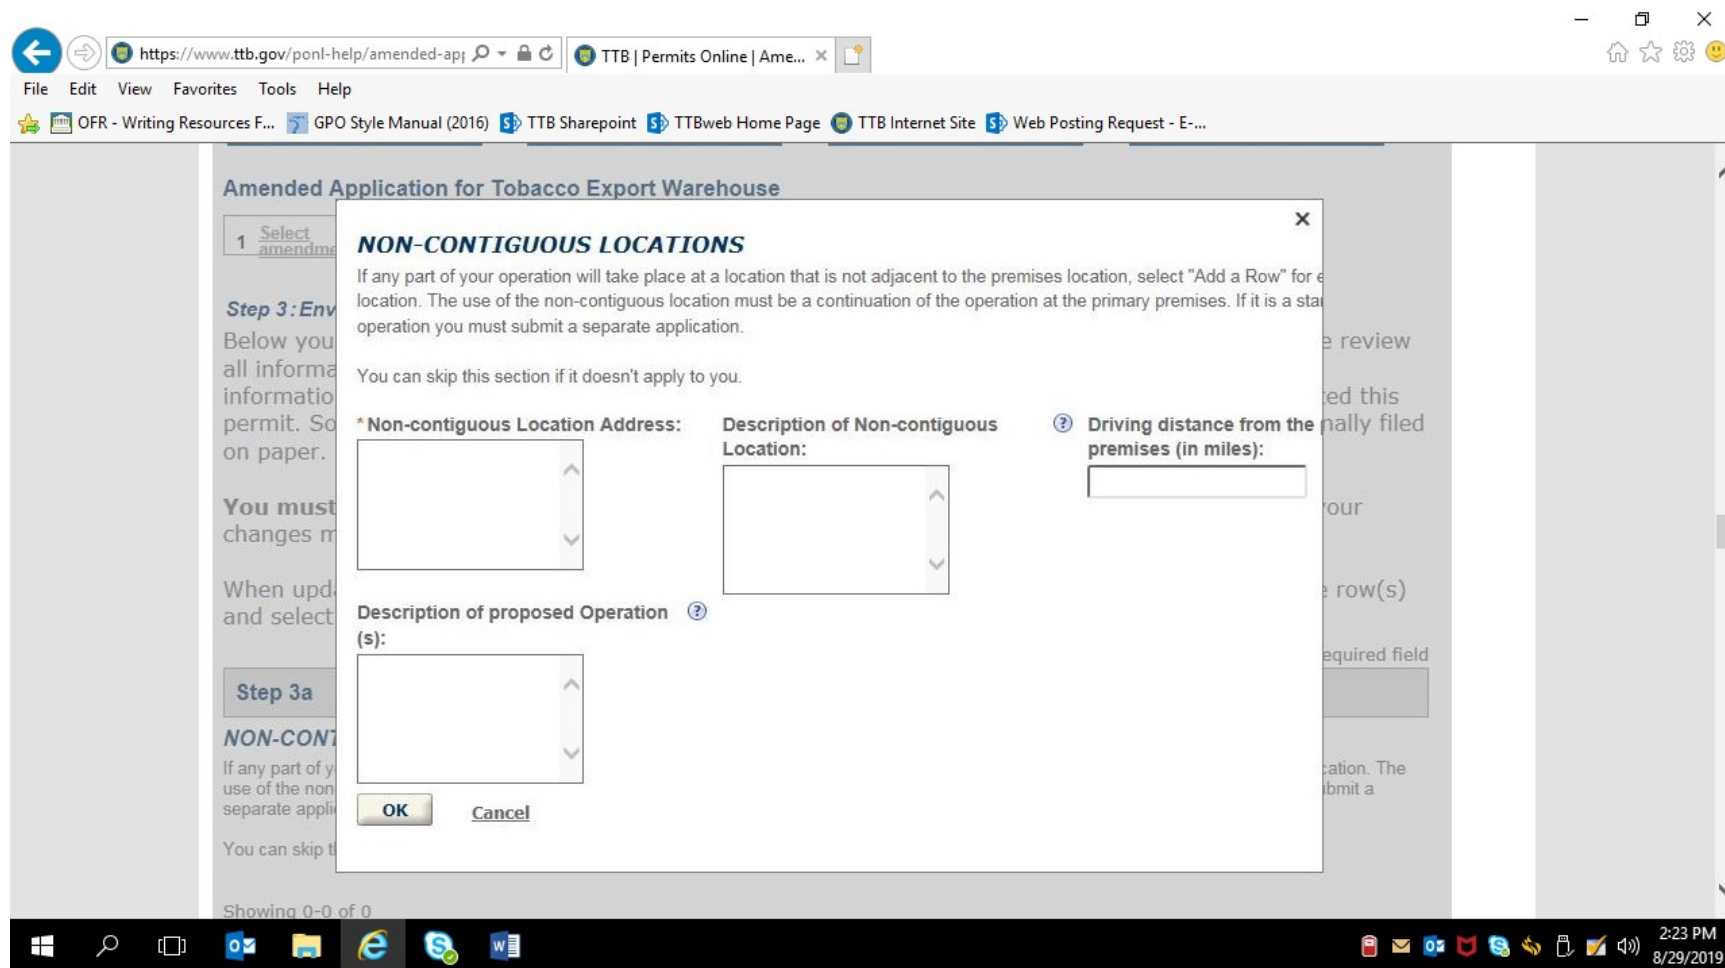 https://www.ttb.gov/ponl-help/amended-ap
TTB | Permits Online | Ame...
File Edit View Favorites Tools Help
OFR - Writing Resources F... GPO Style Manual (2016) TTB Sharepoint TTBweb Home Page TTB Internet Site Web Posting Request - E-...
Amended Application for Tobacco Export Warehouse
1 Select
amendme
NON-CONTIGUOUS LOCATIONS
If any part of your operation will take place at a location that is not adjacent to the premises location, select "Add a Row" for e
location. The use of the non-contiguous location must be a continuation of the operation at the primary premises. If it is a sta
operation you must submit a separate application.
You can skip this section if it doesn't apply to you.
*Non-contiguous Location Address:
Description of Non-contiguous
Location:
Driving distance from the
premises (in miles):
Description of proposed Operation
(s):
OK Cancel
Step 3: Env
Below you
e review
all informa
informatio
ted this
permit. So
nally filed
on paper.
You must
our
changes m
When upd
e row(s)
and select
equired field
Step 3a
NON-CONT
If any part of y
cation. The
use of the non
bmit a
separate appli
You can skip t
Showing 0-0 of 0
2:23 PM
8/29/2019